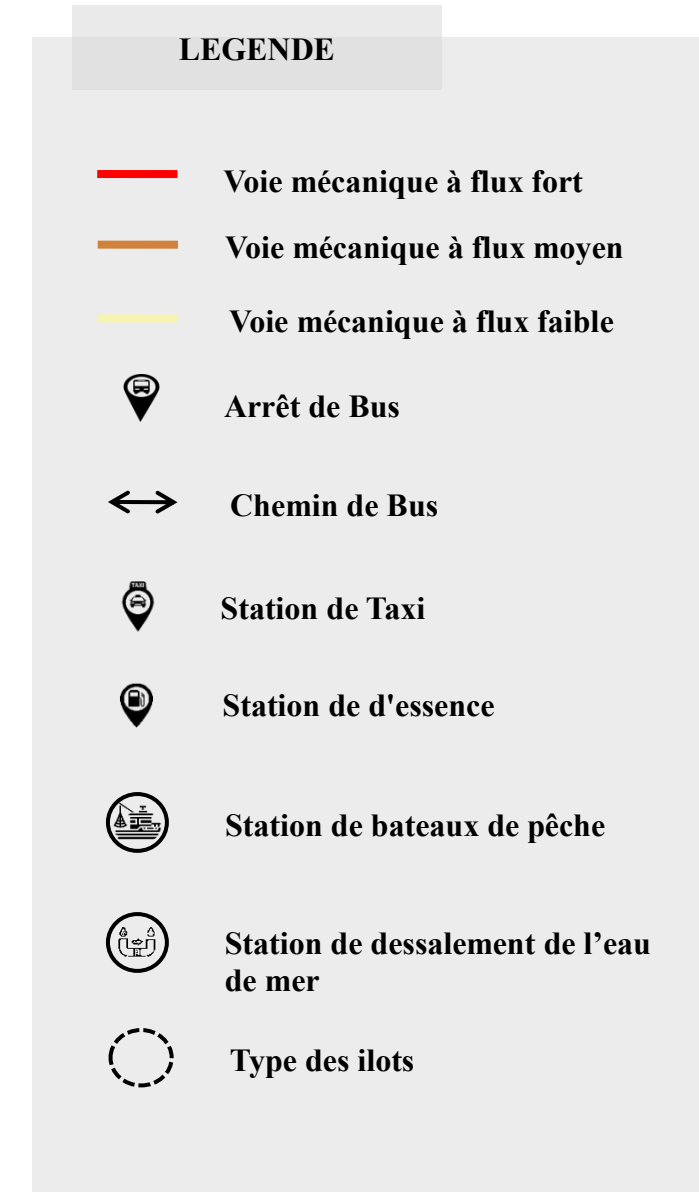 LEGENDE
Voie mécanique à flux fort
Voie mécanique à flux moyen
Voie mécanique à flux faible
Arrêt de Bus
Chemin de Bus
TAXI
Station de Taxi
Station de d'essence
Station de bateaux de pêche
Station de dessalement de l’eau
de mer
Type des ilots